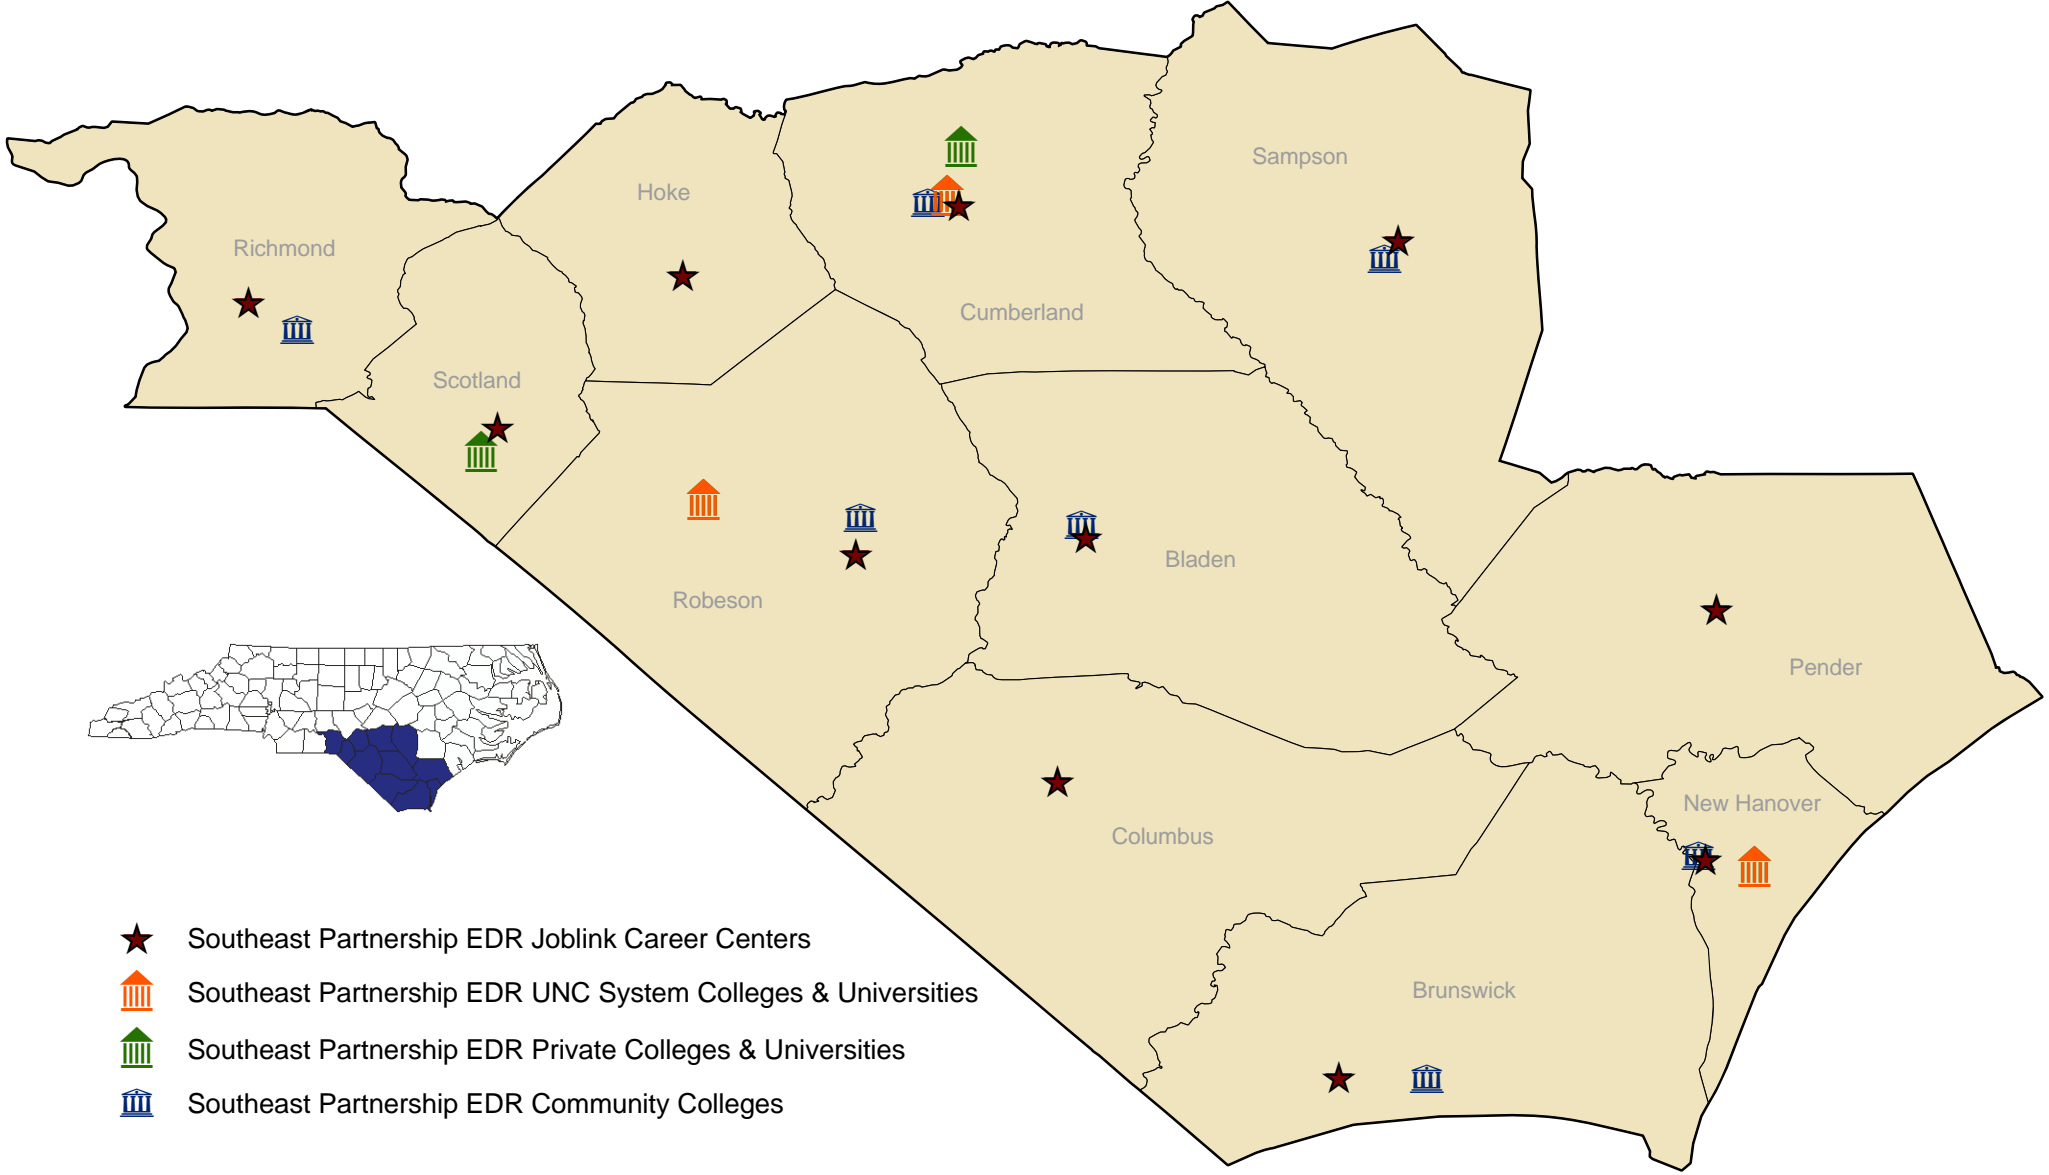 Sampson
Hoke
Richmond
Cumberland
Scotland
Bladen
Robeson
Pender
New Hanover
Columbus
Brunswick
Southeast Partnership EDR Joblink Career Centers
Southeast Partnership EDR UNC System Colleges & Universities
Southeast Partnership EDR Private Colleges & Universities
Southeast Partnership EDR Community Colleges